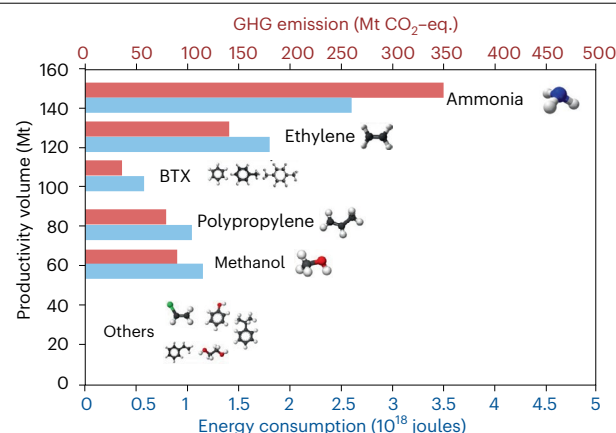 GHG emission (Mt CO₂–eq.)
0 50 100 150 200 250 300 350 400 450 500
Productivity volume (Mt)
160
140
120
100
80
60
40
20
0
Ammonia
Ethylene
BTX
Polypropylene
Methanol
Others
0 0.5 1 1.5 2 2.5 3 3.5 4 4.5 5
Energy consumption (10¹⁸ joules)